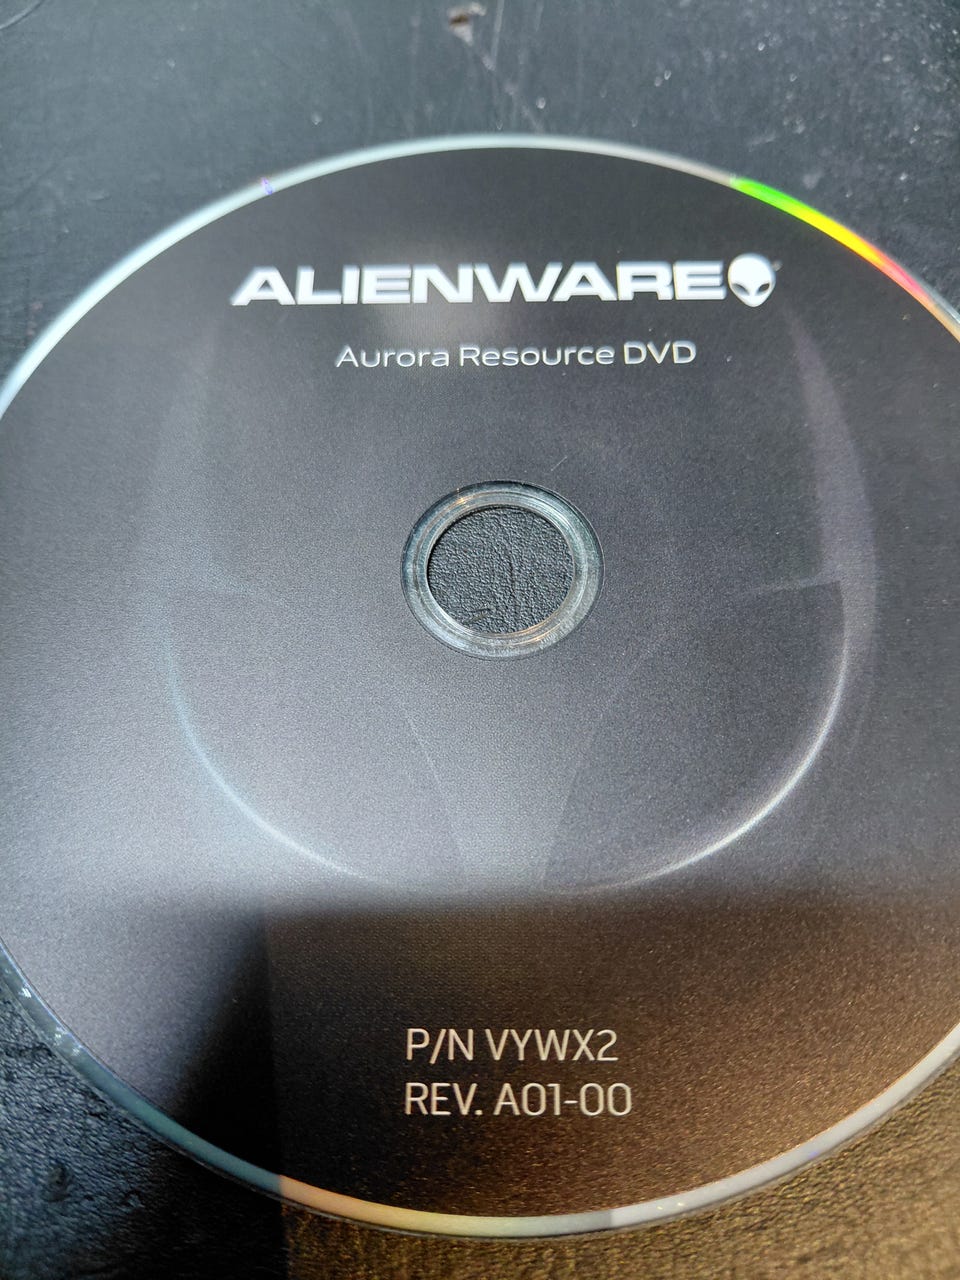 ALIENWARE
Aurora Resource DVD
P/N VYWX2
REV. A01-00